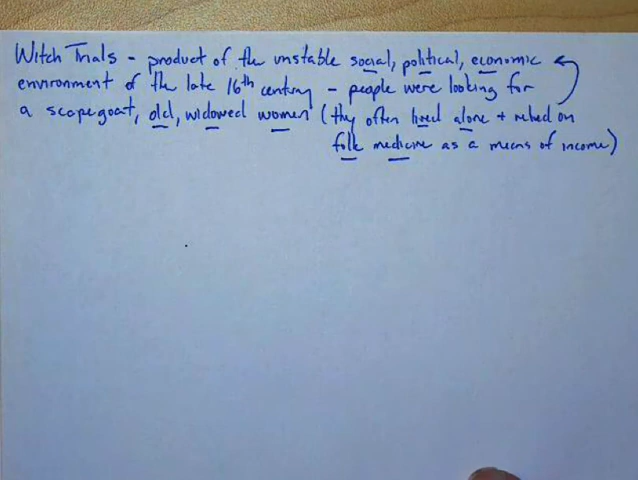 Witch Trials - product of the unstable social, political, economic
environment of the late 16th century - people were looking for
a scapegoat, old, widowed women (they often lived alone + relied on
folk medicine as a means of income)